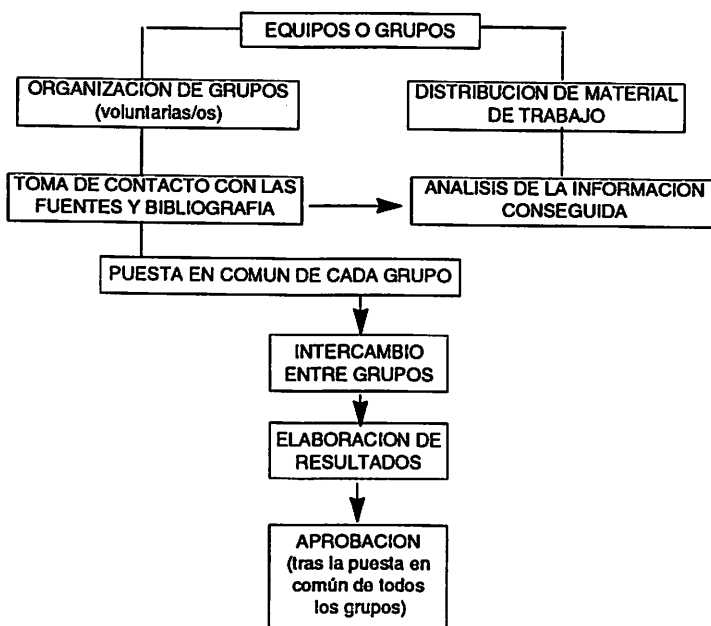 EQUIPOS O GRUPOS
ORGANIZACION DE GRUPOS
(voluntarias/os)
DISTRIBUCION DE MATERIAL
DE TRABAJO
TOMA DE CONTACTO CON LAS
FUENTES Y BIBLIOGRAFIA
ANALISIS DE LA INFORMACION
CONSEGUIDA
PUESTA EN COMUN DE CADA GRUPO
INTERCAMBIO
ENTRE GRUPOS
ELABORACION DE
RESULTADOS
APROBACION
(tras la puesta en
común de todos
los grupos)